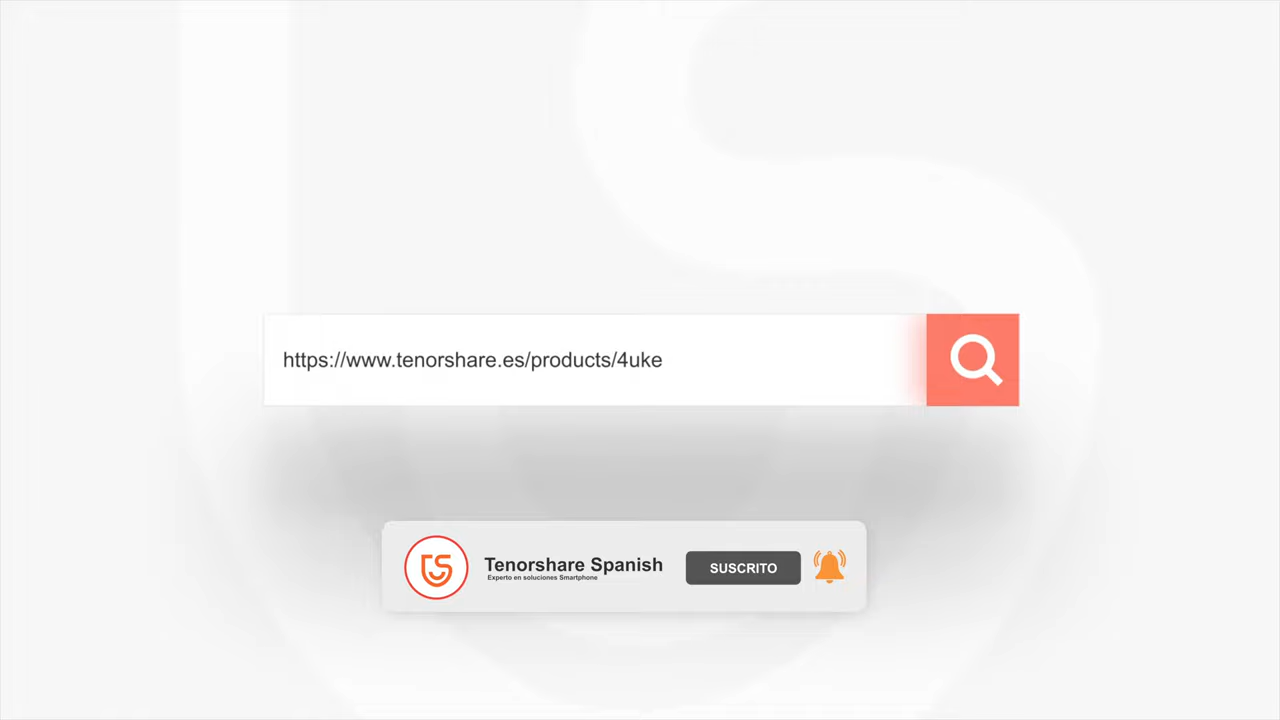 https://www.tenorshare.es/products/4uke
Tenorshare Spanish
Experto en soluciones Smartphone
SUSCRITO